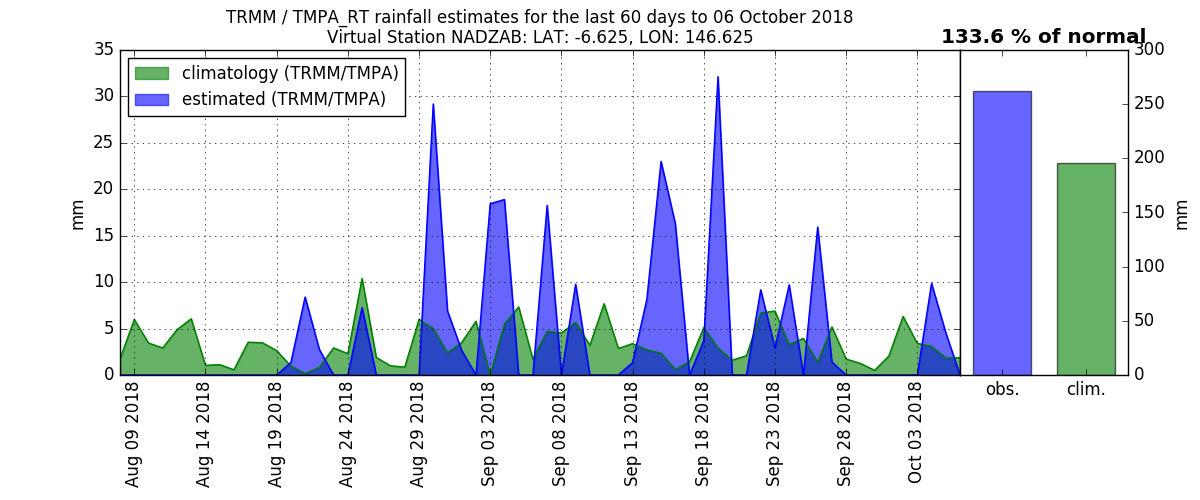 TRMM / TMPA_RT rainfall estimates for the last 60 days to 06 October 2018
Virtual Station NADZAB: LAT: -6.625, LON: 146.625
133.6 % of normal
climatology (TRMM/TMPA)
estimated (TRMM/TMPA)
35
30
25
20
15
10
5
0
mm
Aug 09 2018
Aug 14 2018
Aug 19 2018
Aug 24 2018
Aug 29 2018
Sep 03 2018
Sep 08 2018
Sep 13 2018
Sep 18 2018
Sep 23 2018
Sep 28 2018
Oct 03 2018
obs.
clim.
300
250
200
150
100
50
0
mm